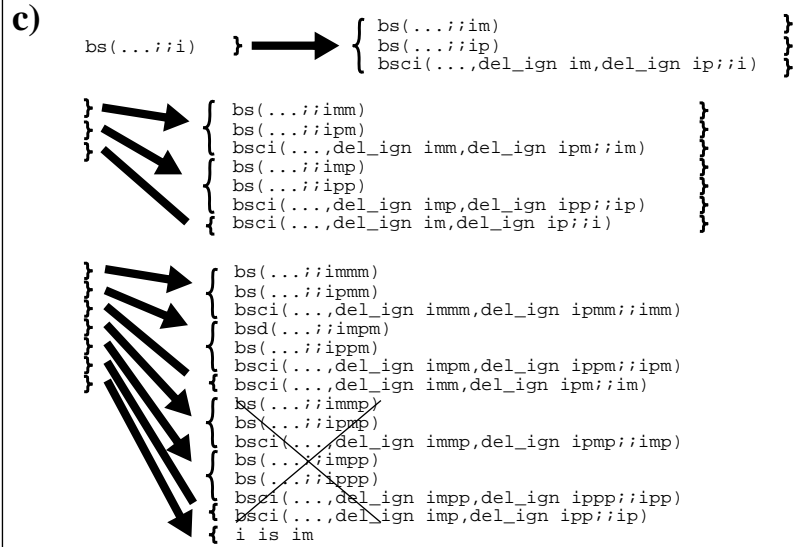 c)
bs(...;;i) } { bs(...;;im) }
bs(...;;ip) }
bsci(...,del_ign im,del_ign ip;;i) }
} { bs(...;;imm) }
} bs(...;;ipm) }
} bsci(...,del_ign imm,del_ign ipm;;im) }
{ bs(...;;imp) }
bs(...;;ipp) }
bsci(...,del_ign imp,del_ign ipp;;ip) }
{ bsci(...,del_ign im,del_ign ip;;i) }
} { bs(...;;immm)
} bs(...;;ipmm)
} bsci(...,del_ign immm,del_ign ipmm;;imm)
} { bsd(...;;impm)
} bs(...;;ippm)
} bsci(...,del_ign impm,del_ign ippm;;ipm)
} { bsci(...,del_ign imm,del_ign ipm;;im)
{ bs(...;;immp)
bs(...;;ipmp)
bsci(...,del_ign immp,del_ign ipmp;;imp)
{ bs(...;;impp)
bs(...;;ippp)
bsci(...,del_ign impp,del_ign ippp;;ipp)
{ bsci(...,del_ign imp,del_ign ipp;;ip)
{ i is im